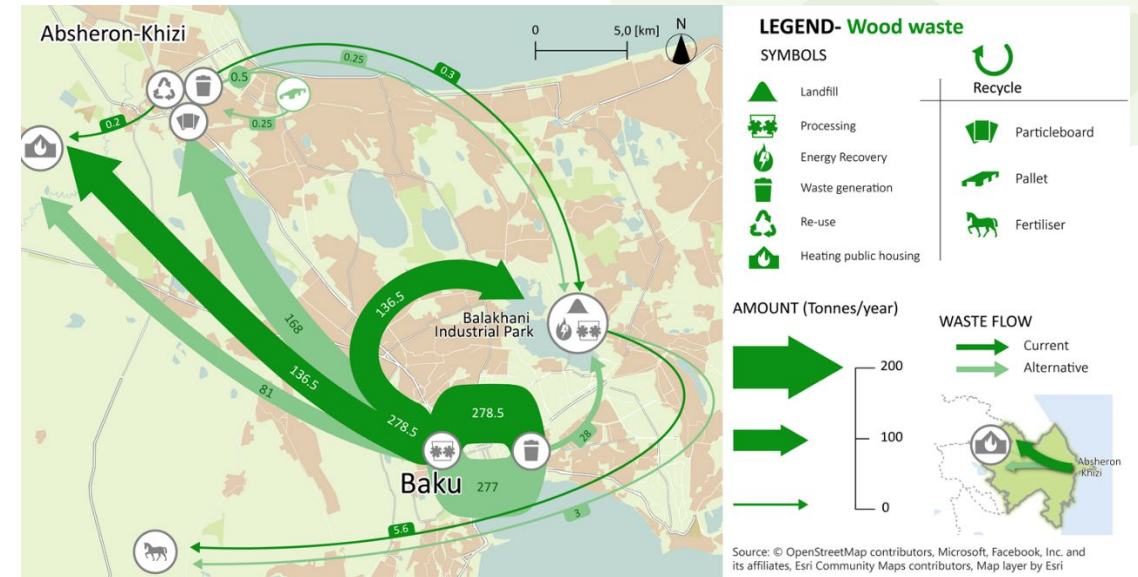 Absheron-Khizi
0 5,0 [km]
N
0.3
0.25
0.5
0.25
0.2
136.5
168
Balakhani
Industrial Park
136.5
81
278.5
278.5
28
Baku
277
5.6
3
LEGEND- Wood waste
SYMBOLS
Landfill
Processing
Energy Recovery
Waste generation
Re-use
Heating public housing
Recycle
Particleboard
Pallet
Fertiliser
AMOUNT (Tonnes/year)
200
100
0
WASTE FLOW
Current
Alternative
Absheron
Khizi
Source: © OpenStreetMap contributors, Microsoft, Facebook, Inc. and
its affiliates, Esri Community Maps contributors, Map layer by Esri